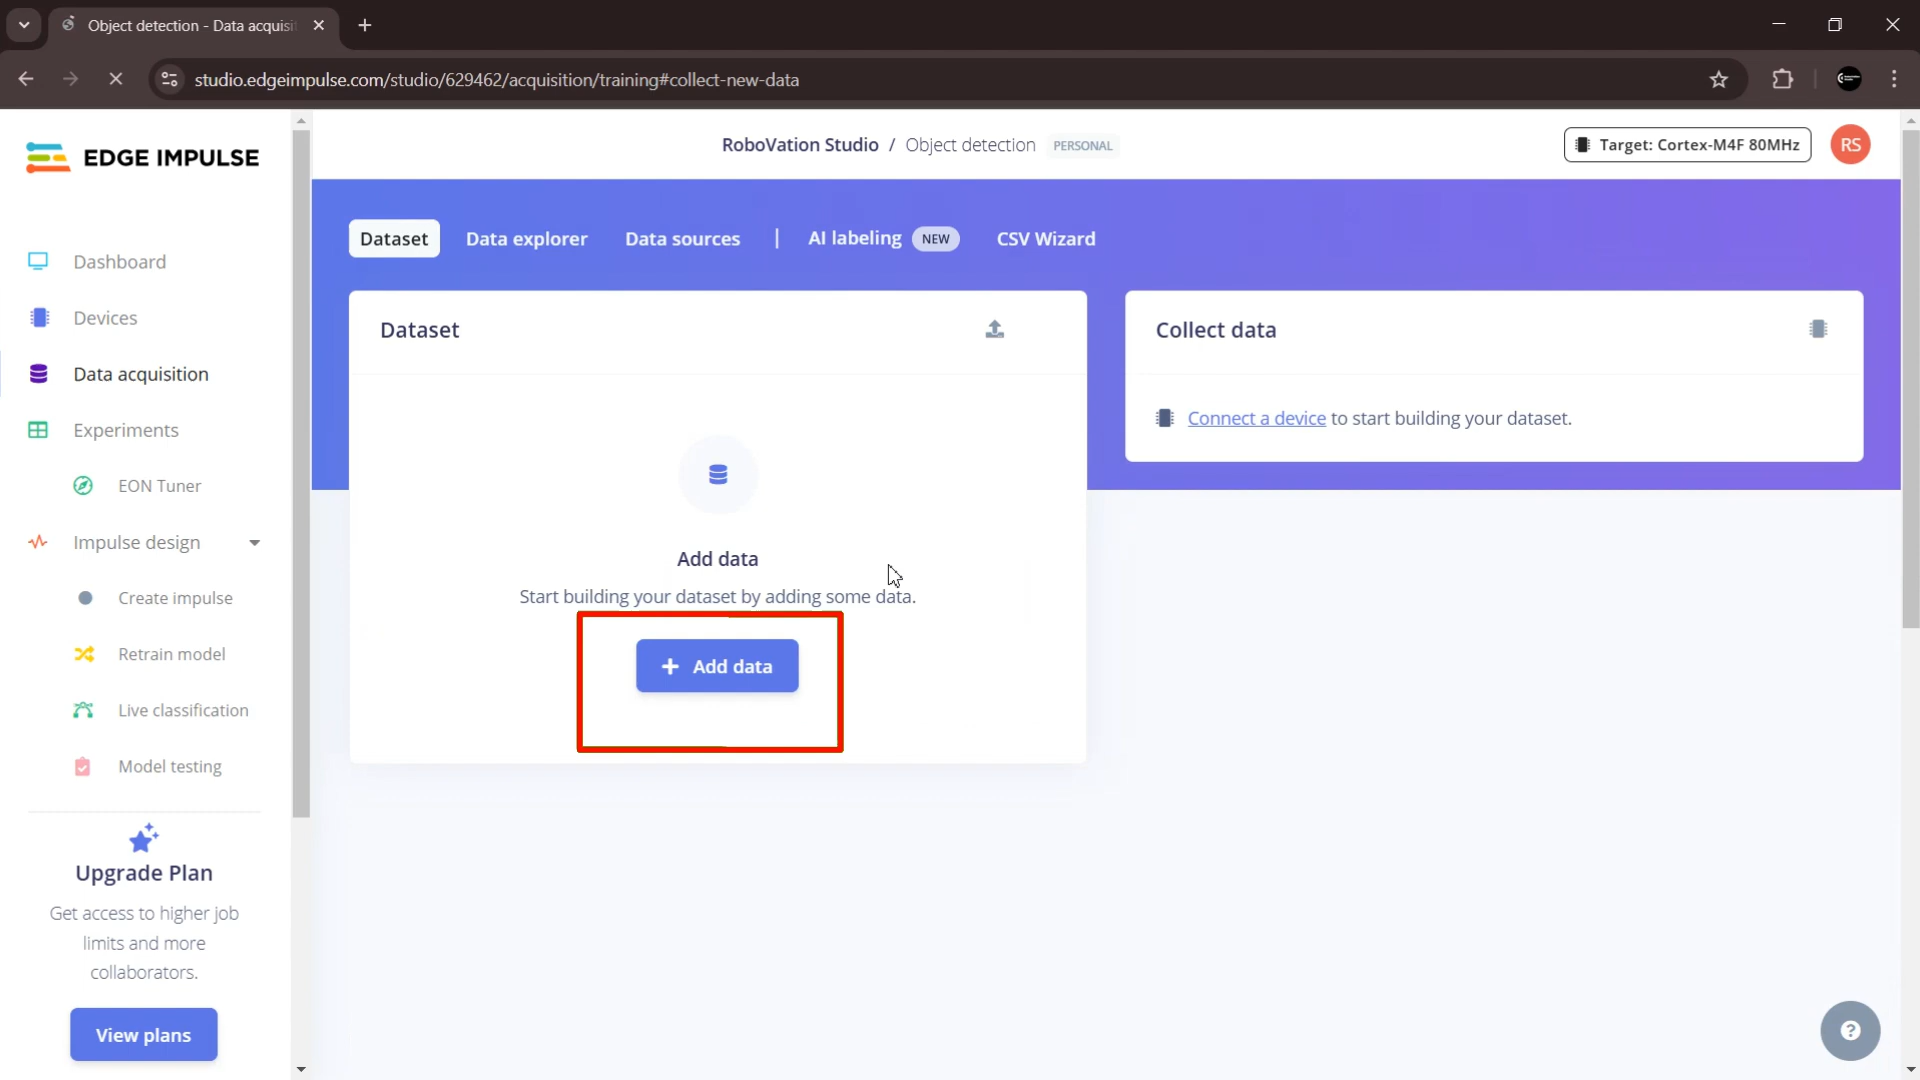 Object detection - Data acquisi
studio.edgeimpulse.com/studio/629462/acquisition/training#collect-new-data
EDGE IMPULSE
RoboVation Studio / Object detection PERSONAL
Target: Cortex-M4F 80MHz
RS
Dashboard
Devices
Data acquisition
Experiments
EON Tuner
Impulse design
Create impulse
Retrain model
Live classification
Model testing
Upgrade Plan
Get access to higher job
limits and more
collaborators.
View plans
Dataset Data explorer Data sources | AI labeling NEW CSV Wizard
Dataset
Add data
Start building your dataset by adding some data.
+ Add data
Collect data
Connect a device to start building your dataset.
?